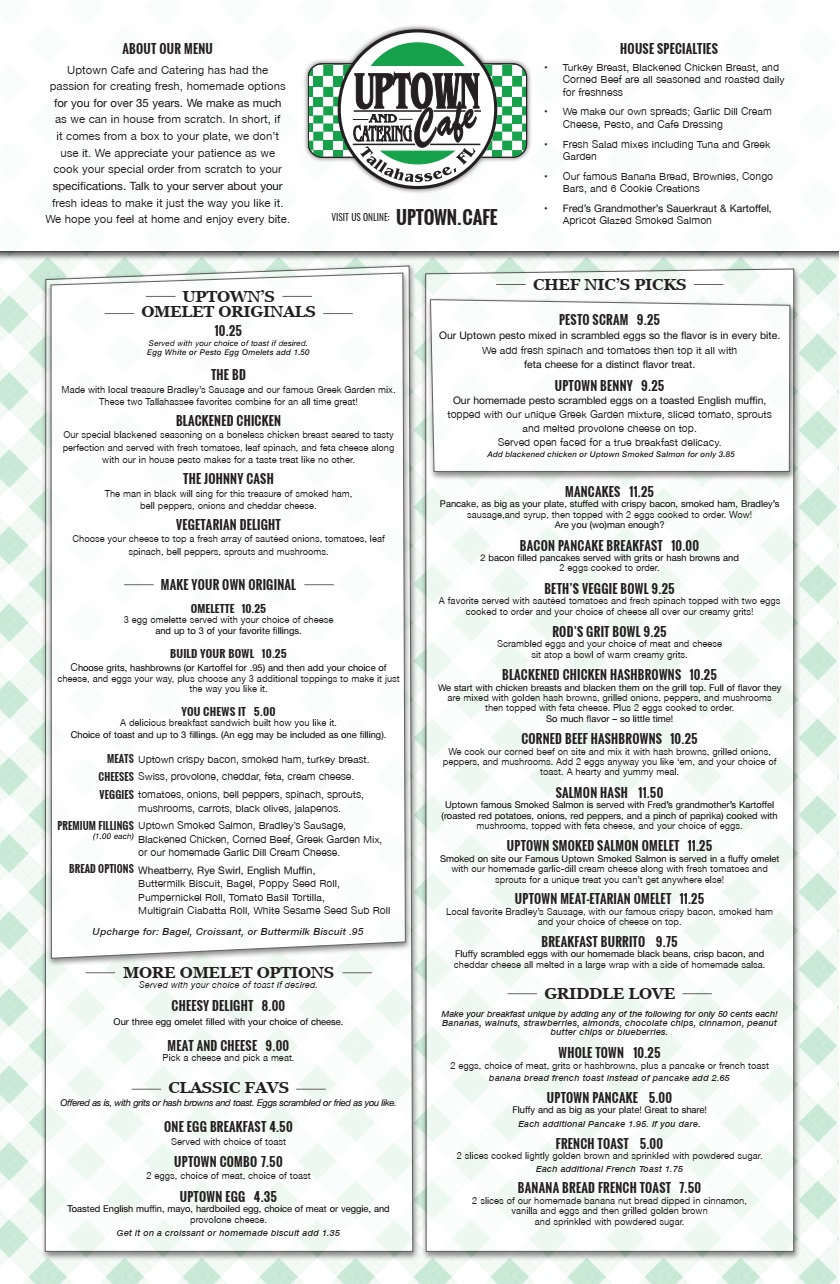 ABOUT OUR MENU
Uptown Cafe and Catering has had the
passion for creating fresh, homemade options
for you for over 35 years. We make as much
as we can in house from scratch. In short, if
it comes from a box to your plate, we don't
use it. We appreciate your patience as we
cook your special order from scratch to your
specifications. Talk to your server about your
fresh ideas to make it just the way you like it.
We hope you feel at home and enjoy every bite.
UPTOWN
AND
CATERING Cafe
Tallahassee, FL
VISIT US ONLINE: UPTOWN.CAFE
HOUSE SPECIALTIES
• Turkey Breast, Blackened Chicken Breast, and
Corned Beef are all seasoned and roasted daily
for freshness
• We make our own spreads; Garlic Dill Cream
Cheese, Pesto, and Cafe Dressing
• Fresh Salad mixes including Tuna and Greek
Garden
• Our famous Banana Bread, Brownies, Congo
Bars, and 6 Cookie Creations
• Fred's Grandmother's Sauerkraut & Kartoffel,
Apricot Glazed Smoked Salmon
UPTOWN'S
OMELET ORIGINALS
10.25
Served with your choice of toast if desired.
Egg White or Pesto Egg Omelets add 1.50
THE BD
Made with local treasure Bradley's Sausage and our famous Greek Garden mix.
These two Tallahassee favorites combine for an all time great!
BLACKENED CHICKEN
Our special blackened seasoning on a boneless chicken breast seared to tasty
perfection and served with fresh tomatoes, leaf spinach, and feta cheese along
with our in house pesto makes for a taste treat like no other.
THE JOHNNY CASH
The man in black will sing for this treasure of smoked ham,
bell peppers, onions and cheddar cheese.
VEGETARIAN DELIGHT
Choose your cheese to top a fresh array of sautéed onions, tomatoes, leaf
spinach, bell peppers, sprouts and mushrooms.
MAKE YOUR OWN ORIGINAL
OMELETTE 10.25
3 egg omelette served with your choice of cheese
and up to 3 of your favorite fillings.
BUILD YOUR BOWL 10.25
Choose grits, hashbrowns (or Kartoffel for .95) and then add your choice of
cheese, and eggs your way, plus choose any 3 additional toppings to make it just
the way you like it.
YOU CHEWS IT 5.00
A delicious breakfast sandwich built how you like it.
Choice of toast and up to 3 fillings. (An egg may be included as one filling).
MEATS Uptown crispy bacon, smoked ham, turkey breast.
CHEESES Swiss, provolone, cheddar, feta, cream cheese.
VEGGIES tomatoes, onions, bell peppers, spinach, sprouts,
mushrooms, carrots, black olives, jalapenos.
PREMIUM FILLINGS Uptown Smoked Salmon, Bradley's Sausage,
(1.00 each) Blackened Chicken, Corned Beef, Greek Garden Mix,
or our homemade Garlic Dill Cream Cheese.
BREAD OPTIONS Wheatberry, Rye Swirl, English Muffin,
Buttermilk Biscuit, Bagel, Poppy Seed Roll,
Pumpernickel Roll, Tomato Basil Tortilla,
Multigrain Ciabatta Roll, White Sesame Seed Sub Roll
Upcharge for: Bagel, Croissant, or Buttermilk Biscuit .95
MORE OMELET OPTIONS
Served with your choice of toast if desired.
CHEESY DELIGHT 8.00
Our three egg omelet filled with your choice of cheese.
MEAT AND CHEESE 9.00
Pick a cheese and pick a meat.
CLASSIC FAVS
Offered as is, with grits or hash browns and toast. Eggs scrambled or fried as you like.
ONE EGG BREAKFAST 4.50
Served with choice of toast
UPTOWN COMBO 7.50
2 eggs, choice of meat, choice of toast
UPTOWN EGG 4.35
Toasted English muffin, mayo, hardboiled egg, choice of meat or veggie, and
provolone cheese.
Get it on a croissant or homemade biscuit add 1.35
CHEF NIC'S PICKS
PESTO SCRAM 9.25
Our Uptown pesto mixed in scrambled eggs so the flavor is in every bite.
We add fresh spinach and tomatoes then top it all with
feta cheese for a distinct flavor treat.
UPTOWN BENNY 9.25
Our homemade pesto scrambled eggs on a toasted English muffin,
topped with our unique Greek Garden mixture, sliced tomato, sprouts
and melted provolone cheese on top.
Served open faced for a true breakfast delicacy.
Add blackened chicken or Uptown Smoked Salmon for only 3.85
MANCAKES 11.25
Pancake, as big as your plate, stuffed with crispy bacon, smoked ham, Bradley's
sausage,and syrup, then topped with 2 eggs cooked to order. Wow!
Are you (wo)man enough?
BACON PANCAKE BREAKFAST 10.00
2 bacon filled pancakes served with grits or hash browns and
2 eggs cooked to order.
BETH'S VEGGIE BOWL 9.25
A favorite served with sautéed tomatoes and fresh spinach topped with two eggs
cooked to order and your choice of cheese all over our creamy grits!
ROD'S GRIT BOWL 9.25
Scrambled eggs and your choice of meat and cheese
sit atop a bowl of warm creamy grits.
BLACKENED CHICKEN HASHBROWNS 10.25
We start with chicken breasts and blacken them on the grill top. Full of flavor they
are mixed with golden hash browns, grilled onions, peppers, and mushrooms
then topped with feta cheese. Plus 2 eggs cooked to order.
So much flavor – so little time!
CORNED BEEF HASHBROWNS 10.25
We cook our corned beef on site and mix it with hash browns, grilled onions,
peppers, and mushrooms. Add 2 eggs anyway you like 'em, and your choice of
toast. A hearty and yummy meal.
SALMON HASH 11.50
Uptown famous Smoked Salmon is served with Fred's grandmother's Kartoffel
(roasted red potatoes, onions, red peppers, and a pinch of paprika) cooked with
mushrooms, topped with feta cheese, and your choice of eggs.
UPTOWN SMOKED SALMON OMELET 11.25
Smoked on site our Famous Uptown Smoked Salmon is served in a fluffy omelet
with our homemade garlic-dill cream cheese along with fresh tomatoes and
sprouts for a unique treat you can't get anywhere else!
UPTOWN MEAT-ETARIAN OMELET 11.25
Local favorite Bradley's Sausage, with our famous crispy bacon, smoked ham
and your choice of cheese on top.
BREAKFAST BURRITO 9.75
Fluffy scrambled eggs with our homemade black beans, crisp bacon, and
cheddar cheese all melted in a large wrap with a side of homemade salsa.
GRIDDLE LOVE
Make your breakfast unique by adding any of the following for only 50 cents each!
Bananas, walnuts, strawberries, almonds, chocolate chips, cinnamon, peanut
butter chips or blueberries.
WHOLE TOWN 10.25
2 eggs, choice of meat, grits or hashbrowns, plus a pancake or french toast
banana bread french toast instead of pancake add 2.65
UPTOWN PANCAKE 5.00
Fluffy and as big as your plate! Great to share!
Each additional Pancake 1.95. If you dare.
FRENCH TOAST 5.00
2 slices cooked lightly golden brown and sprinkled with powdered sugar.
Each additional French Toast 1.75
BANANA BREAD FRENCH TOAST 7.50
2 slices of our homemade banana nut bread dipped in cinnamon,
vanilla and eggs and then grilled golden brown
and sprinkled with powdered sugar.